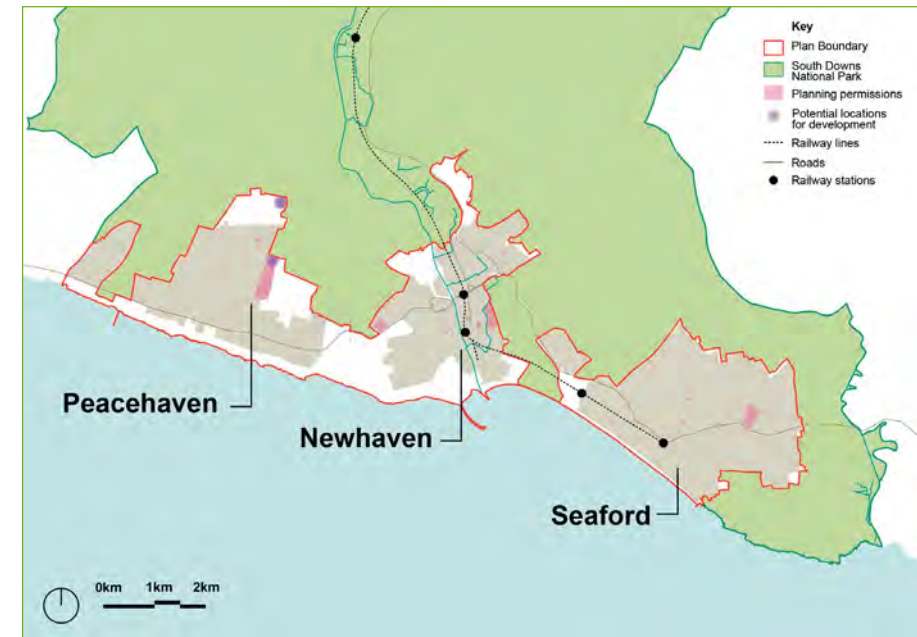 Key
Plan Boundary
South Downs
National Park
Planning permissions
Potential locations
for development
Railway lines
Roads
Railway stations
Peacehaven
Newhaven
Seaford
0km 1km 2km